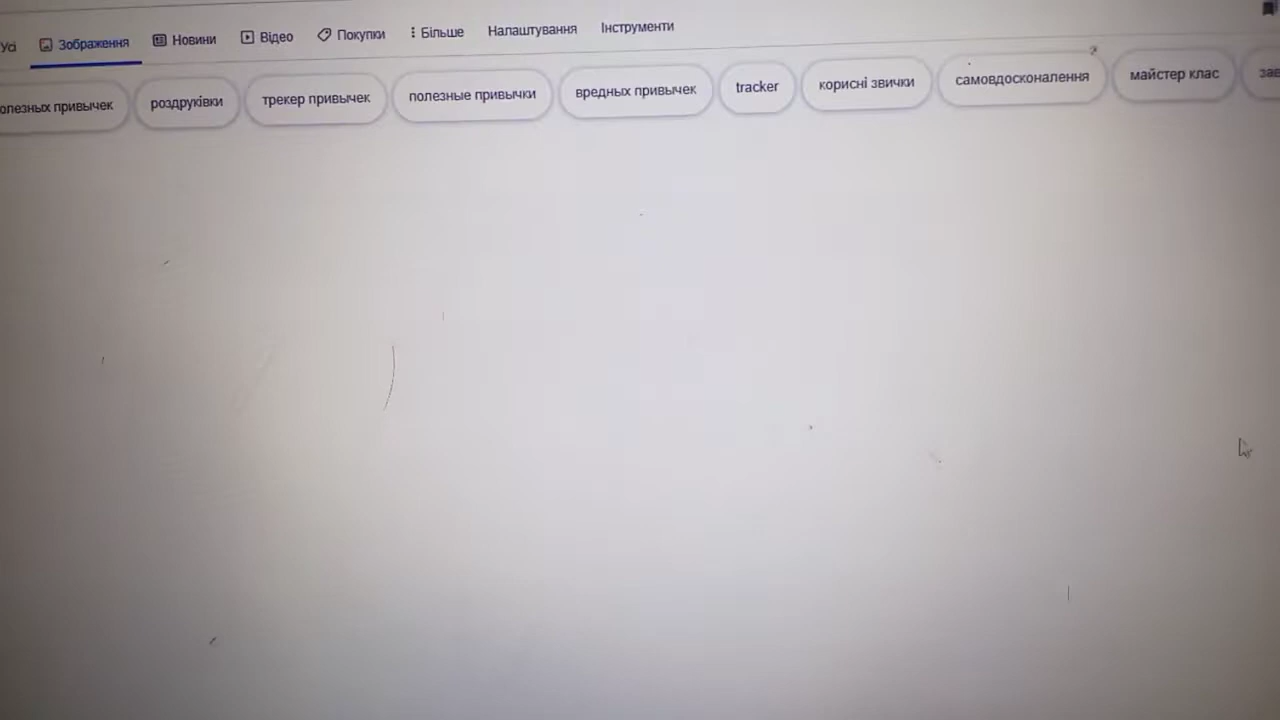 Усі Зображення Новини Відео Покупки Більше Налаштування Інструменти
олезных привычек роздруківки трекер привычек полезные привычки вредных привычек tracker корисні звички самовдосконалення майстер клас зав